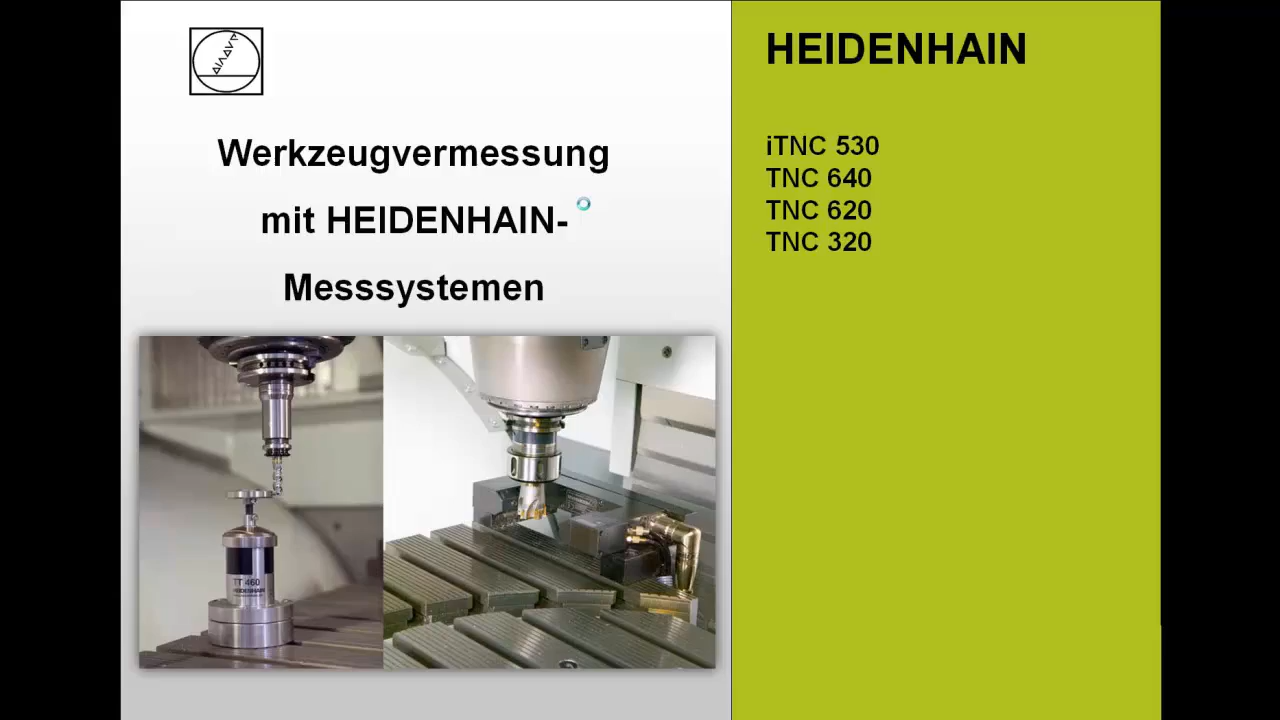 Werkzeugvermessung
mit HEIDENHAIN-
Messsystemen
TT 460
HEIDENHAIN
HEIDENHAIN
iTNC 530
TNC 640
TNC 620
TNC 320